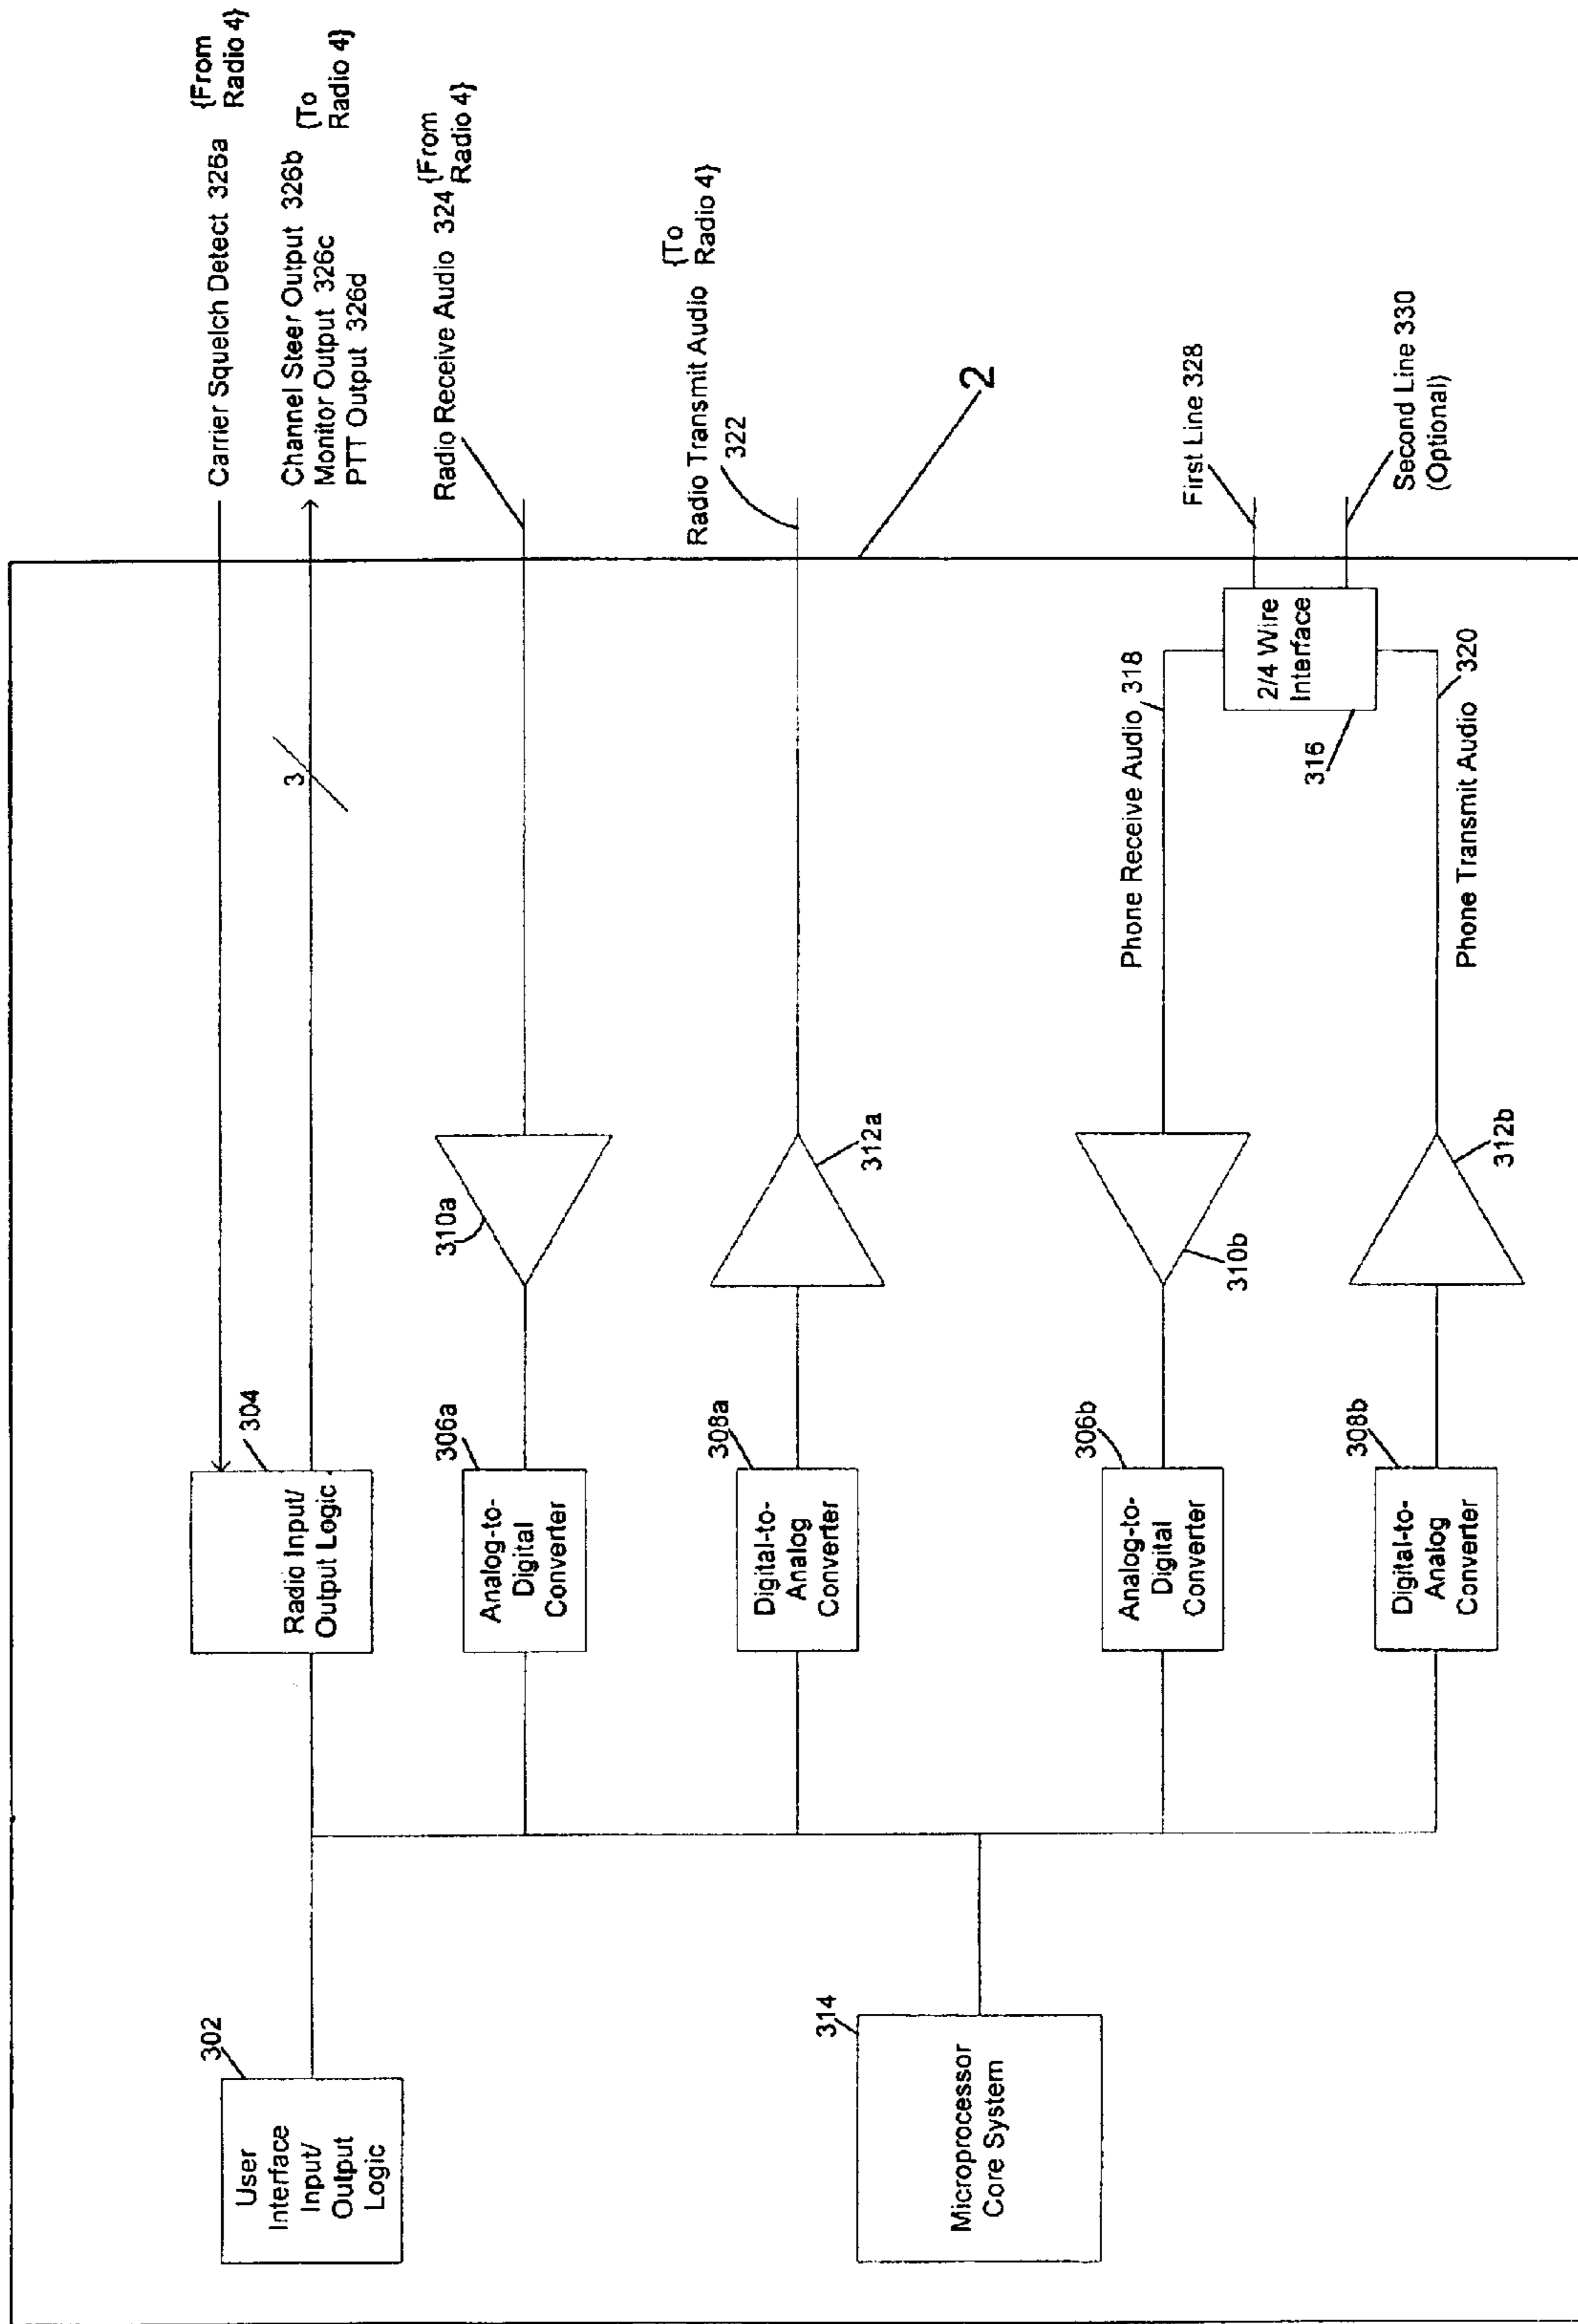 Carrier Squelch Detect 326a
{From
Radio 4}
Channel Steer Output 326b
Monitor Output 326c
PTT Output 326d
{To
Radio 4}
3
Radio Receive Audio 324
{From
Radio 4}
Radio Transmit Audio
322
{To
Radio 4}
2
First Line 328
Second Line 330
(Optional)
304
Radio Input/
Output Logic
302
User
Interface
Input/
Output
Logic
306a
Analog-to-
Digital
Converter
310a
308a
Digital-to-
Analog
Converter
312a
314
Microprocessor
Core System
306b
Analog-to-
Digital
Converter
310b
Phone Receive Audio 318
2/4 Wire
Interface
316
308b
Digital-to-
Analog
Converter
312b
Phone Transmit Audio
320